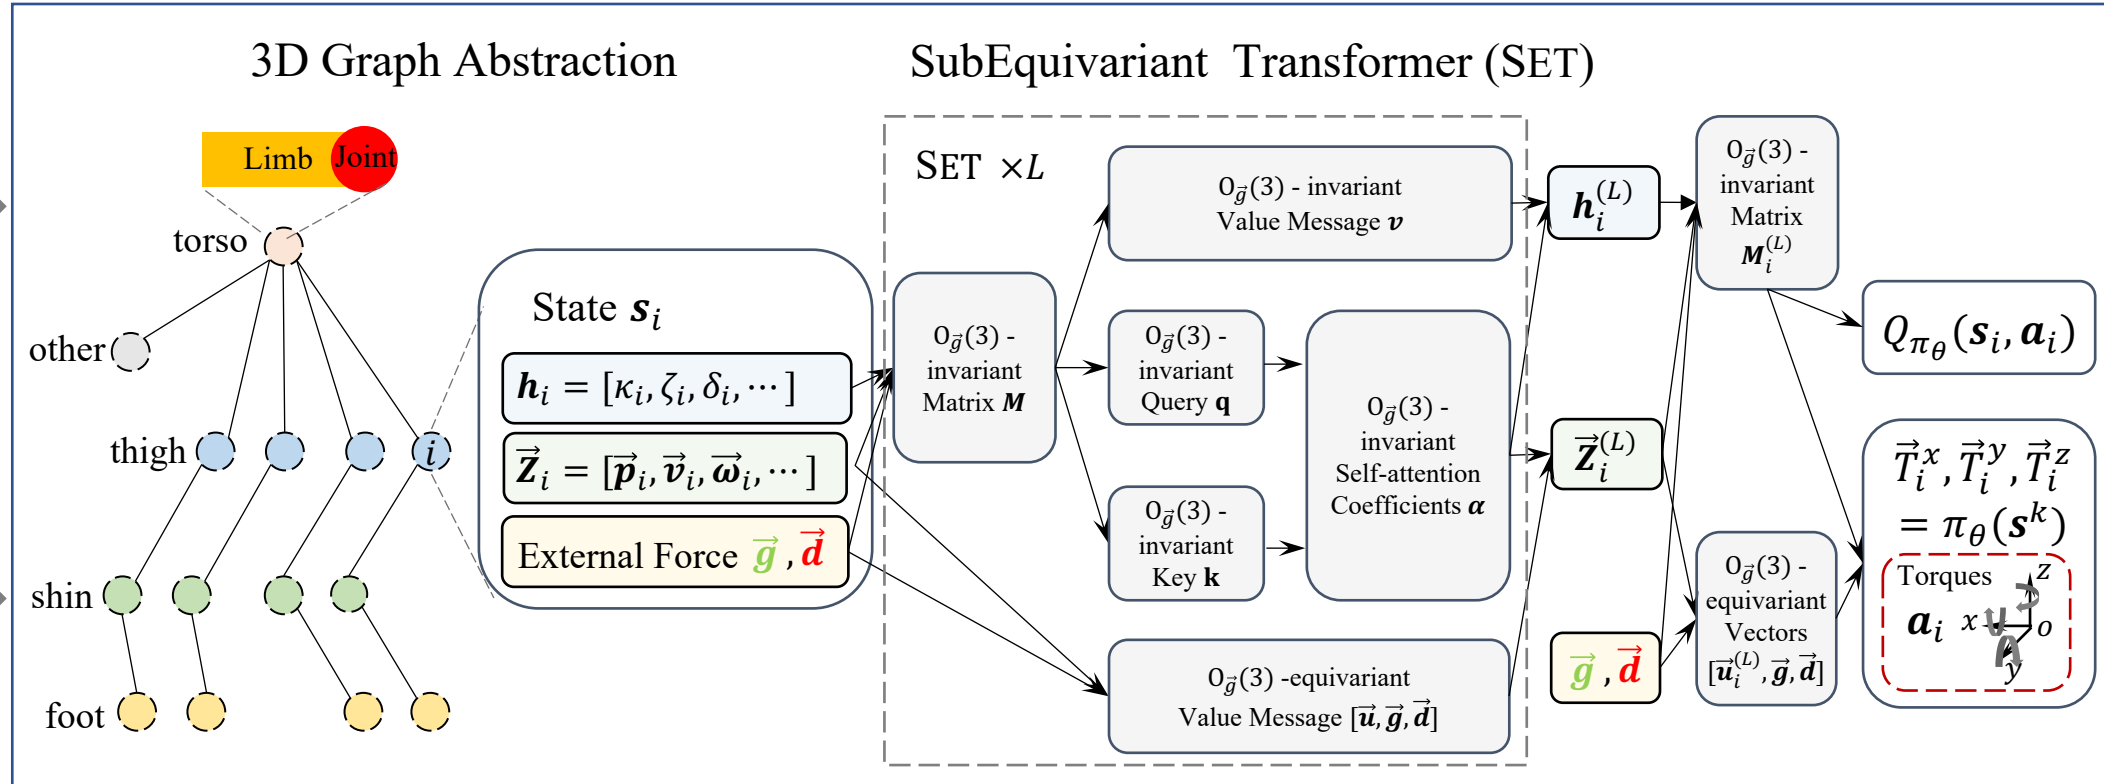 3D Graph Abstraction
SubEquivariant Transformer (SET)
Limb
Joint
torso
other
thigh
i
shin
foot
State s_i
h_i = [κ_i, ζ_i, δ_i, ⋯]
Z⃗_i = [p⃗_i, v⃗_i, ω⃗_i, ⋯]
External Force g⃗, d⃗
SET ×L
O_g⃗(3) -
invariant
Matrix M
O_g⃗(3) - invariant
Value Message v
O_g⃗(3) -
invariant
Query q
O_g⃗(3) -
invariant
Key k
O_g⃗(3) -
invariant
Self-attention
Coefficients α
O_g⃗(3) -equivariant
Value Message [u⃗, g⃗, d⃗]
h_i^(L)
Z⃗_i^(L)
g⃗, d⃗
O_g⃗(3) -
invariant
Matrix
M_i^(L)
O_g⃗(3) -
equivariant
Vectors
[u⃗_i^(L), g⃗, d⃗]
Q_π_θ(s_i, a_i)
T⃗_i^x, T⃗_i^y, T⃗_i^z
= π_θ(s^k)
Torques
a_i
z
x
o
y